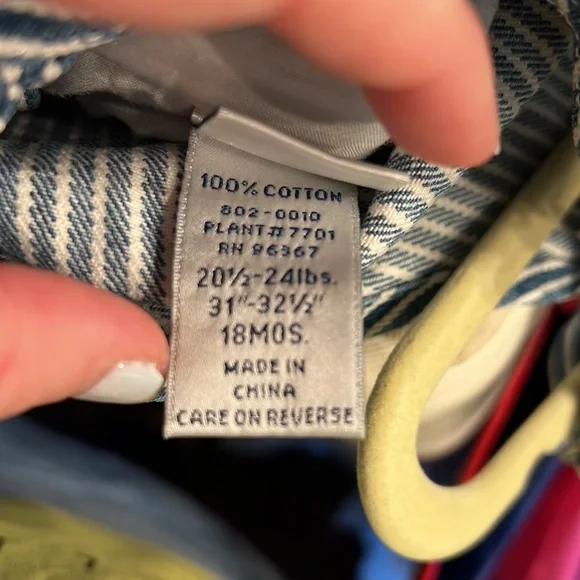 100% COTTON
802-0010
PLANT#7701
RN 96367
20½-24lbs.
31"-32½"
18MOS.
MADE IN
CHINA
CARE ON REVERSE